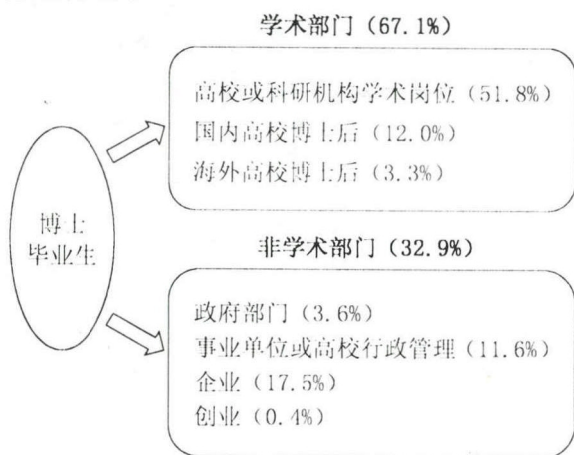 学术部门（67.1%）
高校或科研机构学术岗位（51.8%）
国内高校博士后（12.0%）
海外高校博士后（3.3%）
博士
毕业生
非学术部门（32.9%）
政府部门（3.6%）
事业单位或高校行政管理（11.6%）
企业（17.5%）
创业（0.4%）